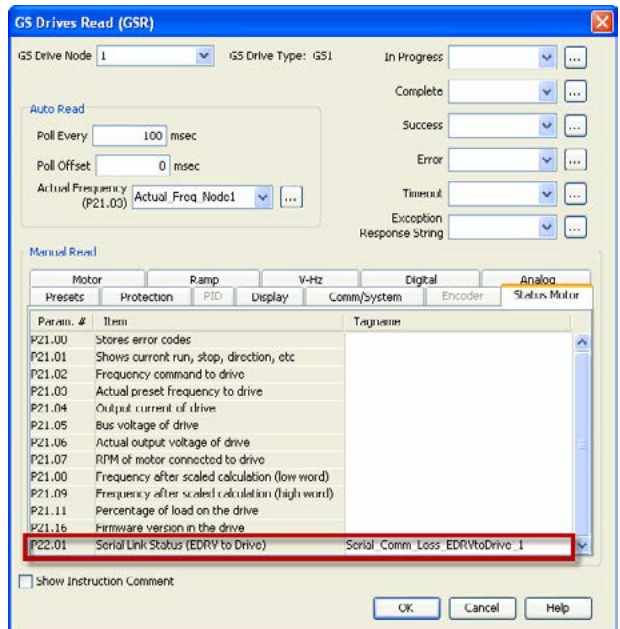 GS Drives Read (GSR)
GS Drive Node 1 GS Drive Type: GS1
In Progress ...
Complete ...
Success ...
Error ...
Timeout ...
Exception
Response String ...
Auto Read
Poll Every 100 msec
Poll Offset 0 msec
Actual Frequency
(P21.03) Actual_Freq_Node1 ...
Manual Read
Motor Ramp V-Hz Digital Analog
Presets Protection PID Display Comm/System Encoder Status Motor
Param. # Item Tagname
P21.00 Stores error codes
P21.01 Shows current run, stop, direction, etc
P21.02 Frequency command to drive
P21.03 Actual preset frequency to drive
P21.04 Output current of drive
P21.05 Bus voltage of drive
P21.06 Actual output voltage of drive
P21.07 RPM of motor connected to drive
P21.08 Frequency after scaled calculation (low word)
P21.09 Frequency after scaled calculation (high word)
P21.11 Percentage of load on the drive
P21.16 Firmware version in the drive
P22.01 Serial Link Status (EDRV to Drive) Serial_Comm_Loss_EDRVtoDrive_1
Show Instruction Comment
OK Cancel Help